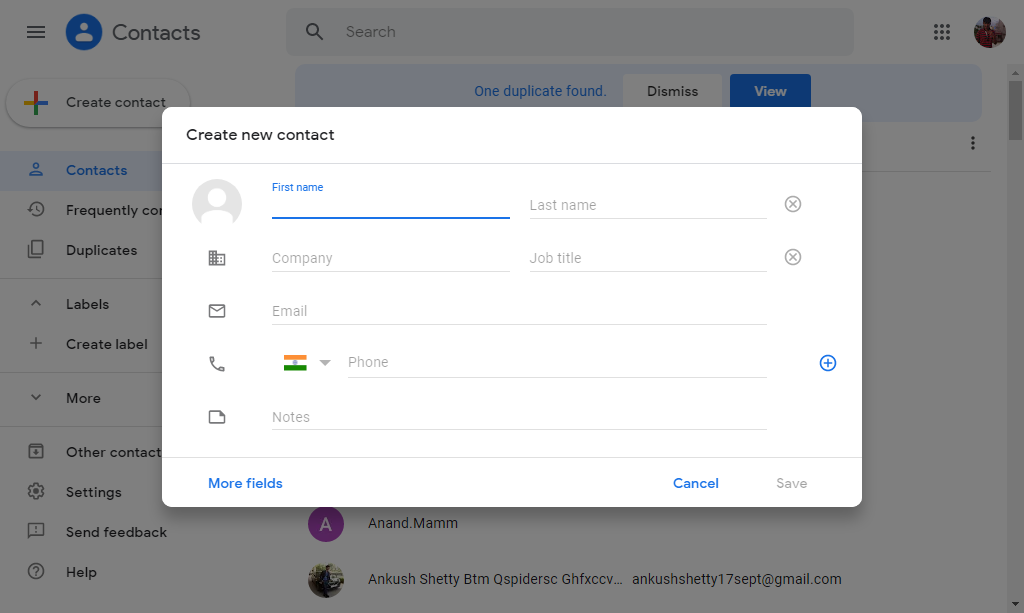 Contacts
Search
Create contact
One duplicate found.
Dismiss
View
Create new contact
Contacts
First name
Last name
Frequently con
Duplicates
Company
Job title
Labels
Email
Create label
Phone
More
Notes
Other contact
More fields
Cancel
Save
Settings
Send feedback
A Anand.Mamm
Help
Ankush Shetty Btm Qspidersc Ghfxccv... ankushshetty17sept@gmail.com